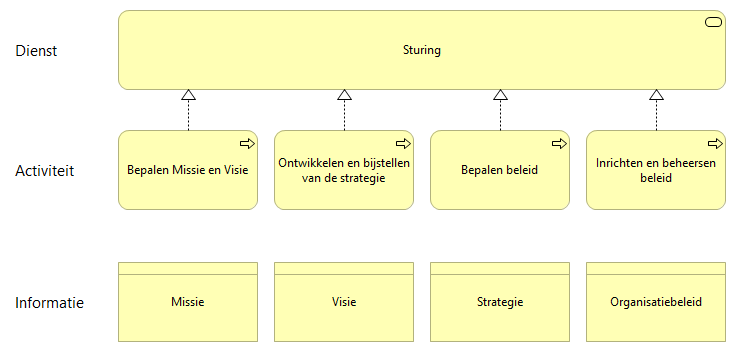 Dienst
Sturing
Activiteit
Bepalen Missie en Visie
Ontwikkelen en bijstellen
van de strategie
Bepalen beleid
Inrichten en beheersen
beleid
Informatie
Missie
Visie
Strategie
Organisatiebeleid